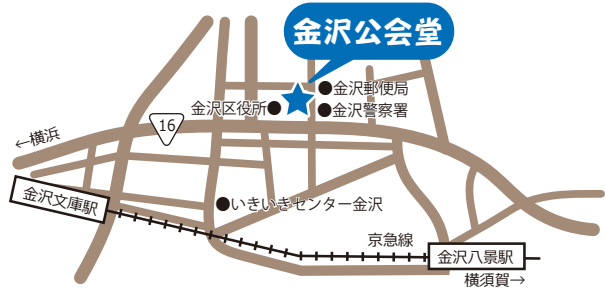 金沢公会堂
金沢郵便局
金沢区役所
金沢警察署
16
←横浜
金沢文庫駅
いきいきセンター金沢
京急線
金沢八景駅
横須賀→